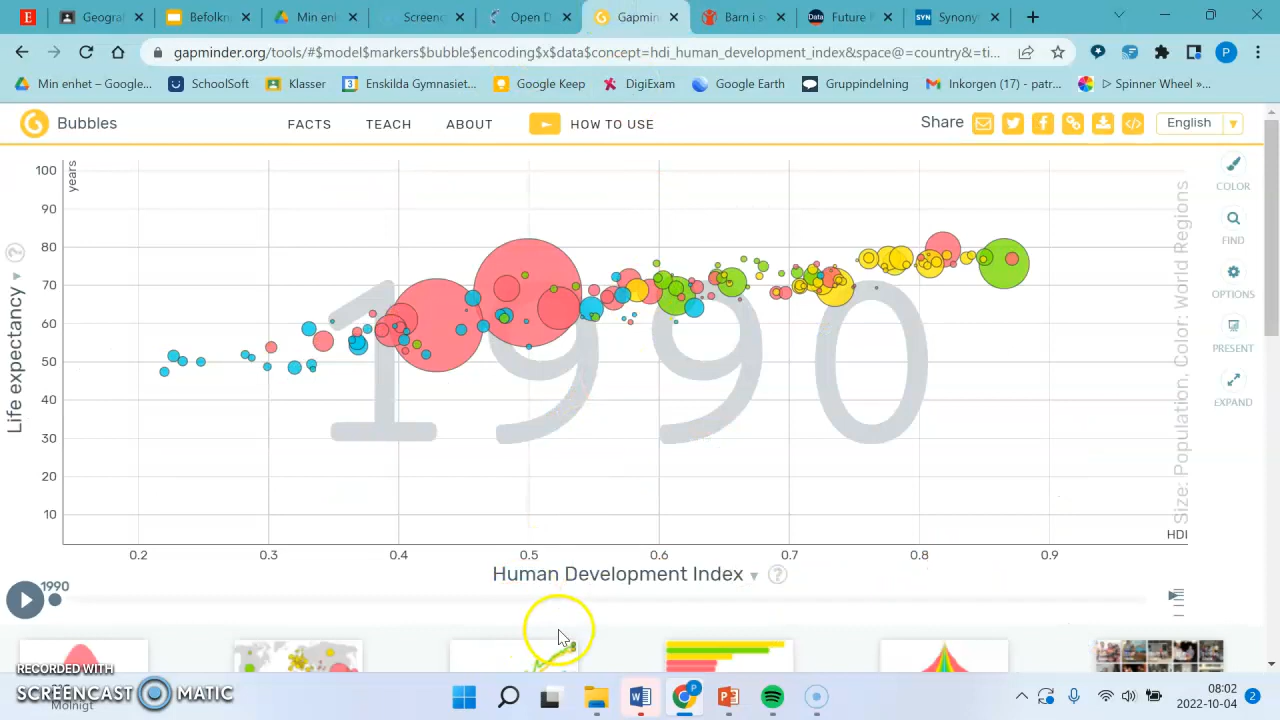 Geogra
Befolkn
Min eni
Screenc
Open D
Gapmin
Barn i s
Data
Future
SYN
Synony
gapminder.org/tools/#$model$markers$bubble$encoding$x$data$concept=hdi_human_development_index&space@=country&=ti...
P
Min enhet – Google...
SchoolSoft
Klasser
Enskilda Gymnasiet...
Google Keep
DigiExam
Google Earth
Gruppindelning
Inkorgen (17) - patr...
Spinner Wheel »...
Bubbles
FACTS
TEACH
ABOUT
HOW TO USE
Share
English
COLOR
FIND
OPTIONS
PRESENT
EXPAND
years
Life expectancy
100
90
80
70
60
50
40
30
20
10
1990
Size: Population, Color: World Regions
HDI
0.2
0.3
0.4
0.5
0.6
0.7
0.8
0.9
Human Development Index
1990
RECORDED WITH
SCREENCAST MATIC
Molnigt
08:02
2022-10-04
2